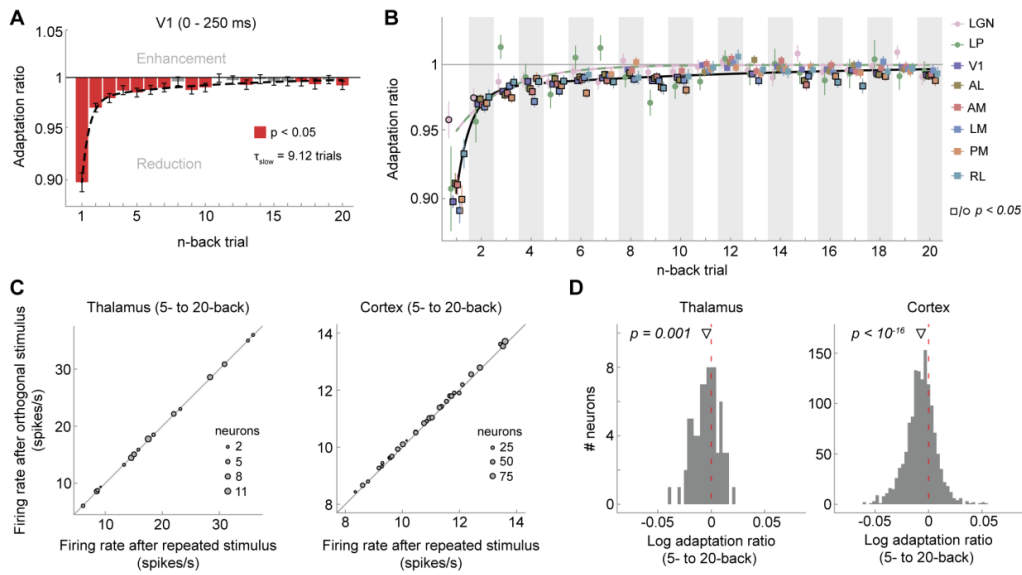 A
V1 (0 - 250 ms)
1.05
1
0.95
0.90
Adaptation ratio
Enhancement
Reduction
p < 0.05
τslow = 9.12 trials
1 5 10 15 20
n-back trial
B
Adaptation ratio
1
0.95
0.90
2 4 6 8 10 12 14 16 18 20
n-back trial
LGN
LP
V1
AL
AM
LM
PM
RL
p < 0.05
C
Thalamus (5- to 20-back)
Firing rate after orthogonal stimulus
(spikes/s)
30
20
10
neurons
2
5
8
11
10 20 30
Firing rate after repeated stimulus
(spikes/s)
Cortex (5- to 20-back)
14
12
10
8
neurons
25
50
75
8 10 12 14
Firing rate after repeated stimulus
(spikes/s)
D
Thalamus
p = 0.001
# neurons
8
4
0
-0.05 0 0.05
Log adaptation ratio
(5- to 20-back)
Cortex
p < 10-16
150
100
50
0
-0.05 0 0.05
Log adaptation ratio
(5- to 20-back)